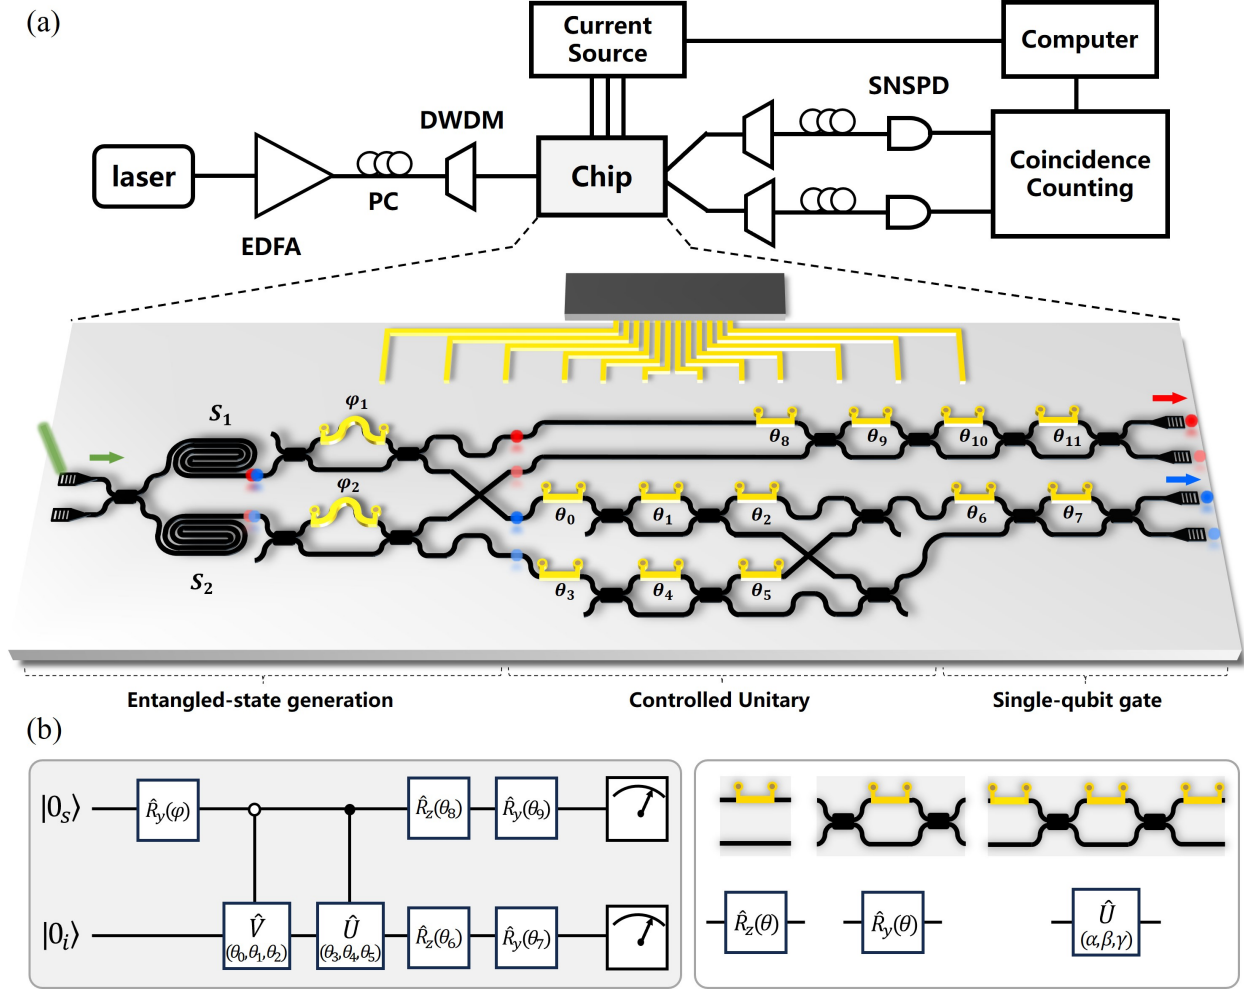 (a)
Current
Source
Computer
SNSPD
DWDM
laser
Chip
Coincidence
Counting
PC
EDFA
S₁
φ₁
θ₈
θ₉
θ₁₀
θ₁₁
φ₂
θ₀
θ₁
θ₂
θ₆
θ₇
S₂
θ₃
θ₄
θ₅
Entangled-state generation
Controlled Unitary
Single-qubit gate
(b)
|0ₛ⟩
R̂y(φ)
R̂z(θ₈)
R̂y(θ₉)
|0ᵢ⟩
V̂
(θ₀,θ₁,θ₂)
Û
(θ₃,θ₄,θ₅)
R̂z(θ₆)
R̂y(θ₇)
R̂z(θ)
R̂y(θ)
Û
(α,β,γ)